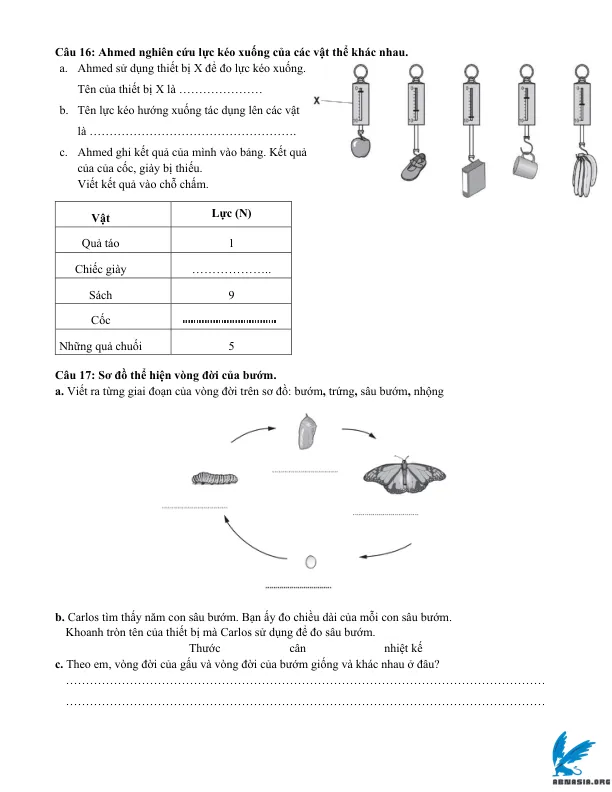 Câu 16: Ahmed nghiên cứu lực kéo xuống của các vật thể khác nhau.
a. Ahmed sử dụng thiết bị X để đo lực kéo xuống.
Tên của thiết bị X là …………………
X
b. Tên lực kéo hướng xuống tác dụng lên các vật
là …………………………………………….
c. Ahmed ghi kết quả của mình vào bảng. Kết quả
của của cốc, giày bị thiếu.
Viết kết quả vào chỗ chấm.
Vật Lực (N)
Quả táo 1
Chiếc giày ………………..
Sách 9
Cốc ………………………
Những quả chuối 5
Câu 17: Sơ đồ thể hiện vòng đời của bướm.
a. Viết ra từng giai đoạn của vòng đời trên sơ đồ: bướm, trứng, sâu bướm, nhộng
b. Carlos tìm thấy năm con sâu bướm. Bạn ấy đo chiều dài của mỗi con sâu bướm.
Khoanh tròn tên của thiết bị mà Carlos sử dụng để đo sâu bướm.
Thước cân nhiệt kế
c. Theo em, vòng đời của gấu và vòng đời của bướm giống và khác nhau ở đâu?
…………………………………………………………………………………………………………
…………………………………………………………………………………………………………
ABNASIA.ORG